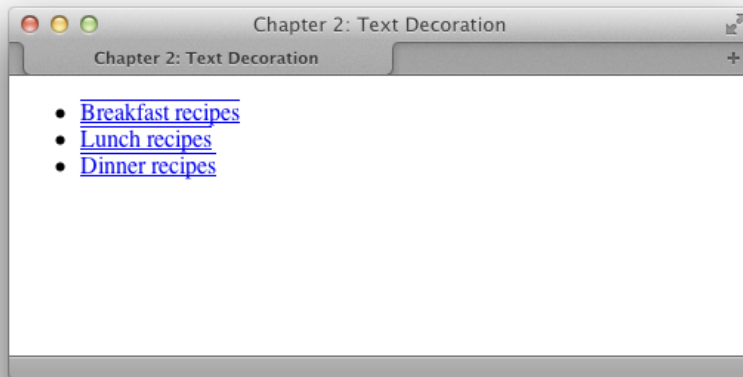 Chapter 2: Text Decoration
Chapter 2: Text Decoration
Breakfast recipes
Lunch recipes
Dinner recipes